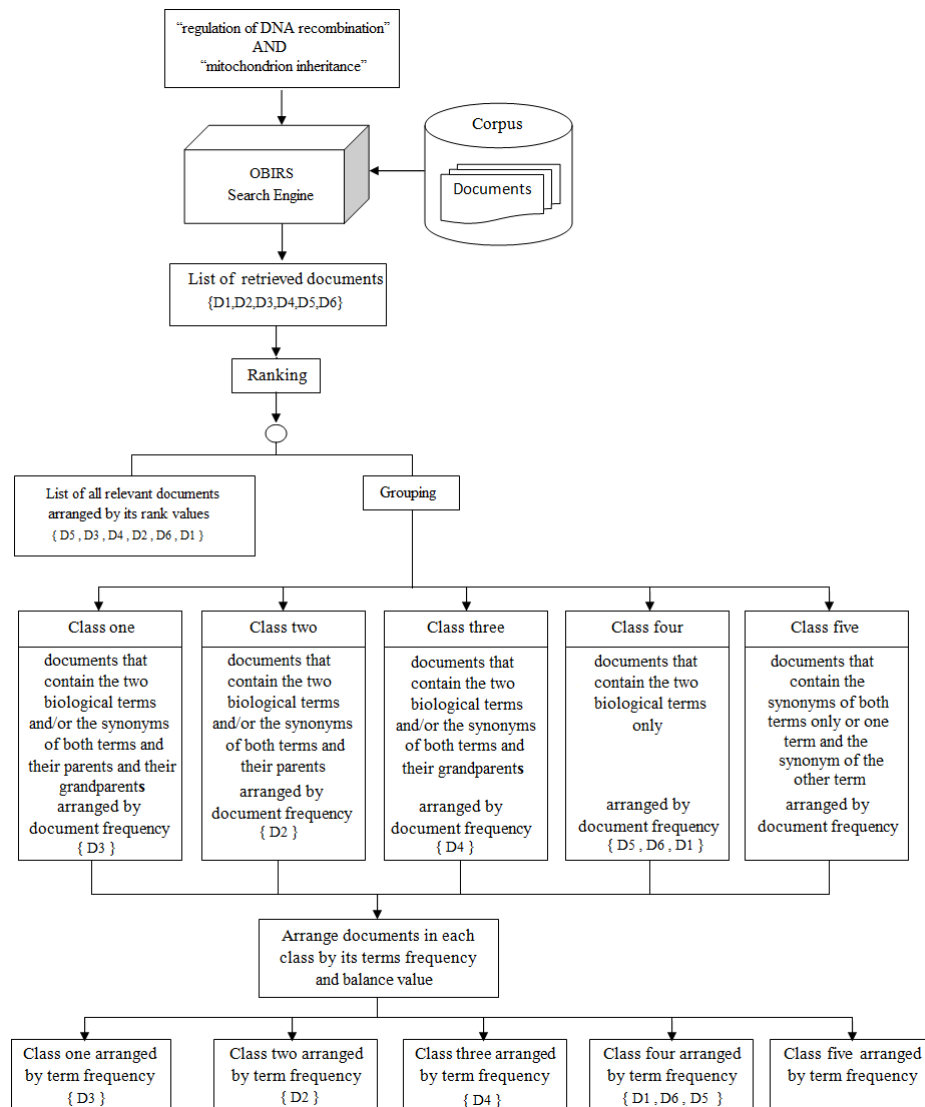 “regulation of DNA recombination”
AND
“mitochondrion inheritance”
Corpus
Documents
OBIRS
Search Engine
List of retrieved documents
{D1,D2,D3,D4,D5,D6}
Ranking
List of all relevant documents
arranged by its rank values
{ D5 , D3 , D4 , D2 , D6 , D1 }
Grouping
Class one
documents that
contain the two
biological terms
and/or the synonyms
of both terms and
their parents and their
grandparents
arranged by
document frequency
{ D3 }
Class two
documents that
contain the two
biological terms
and/or the synonyms
of both terms and
their parents
arranged by
document frequency
{ D2 }
Class three
documents that
contain the two
biological terms
and/or the synonyms
of both terms and
their grandparents
arranged by
document frequency
{ D4 }
Class four
documents that
contain the two
biological terms
only
arranged by
document frequency
{ D5 , D6 , D1 }
Class five
documents that
contain the
synonyms of both
terms only or one
term and the
synonym of the
other term
arranged by
document frequency
Arrange documents in each
class by its terms frequency
and balance value
Class one arranged
by term frequency
{ D3 }
Class two arranged
by term frequency
{ D2 }
Class three arranged
by term frequency
{ D4 }
Class four arranged
by term frequency
{ D1 , D6 , D5 }
Class five arranged
by term frequency